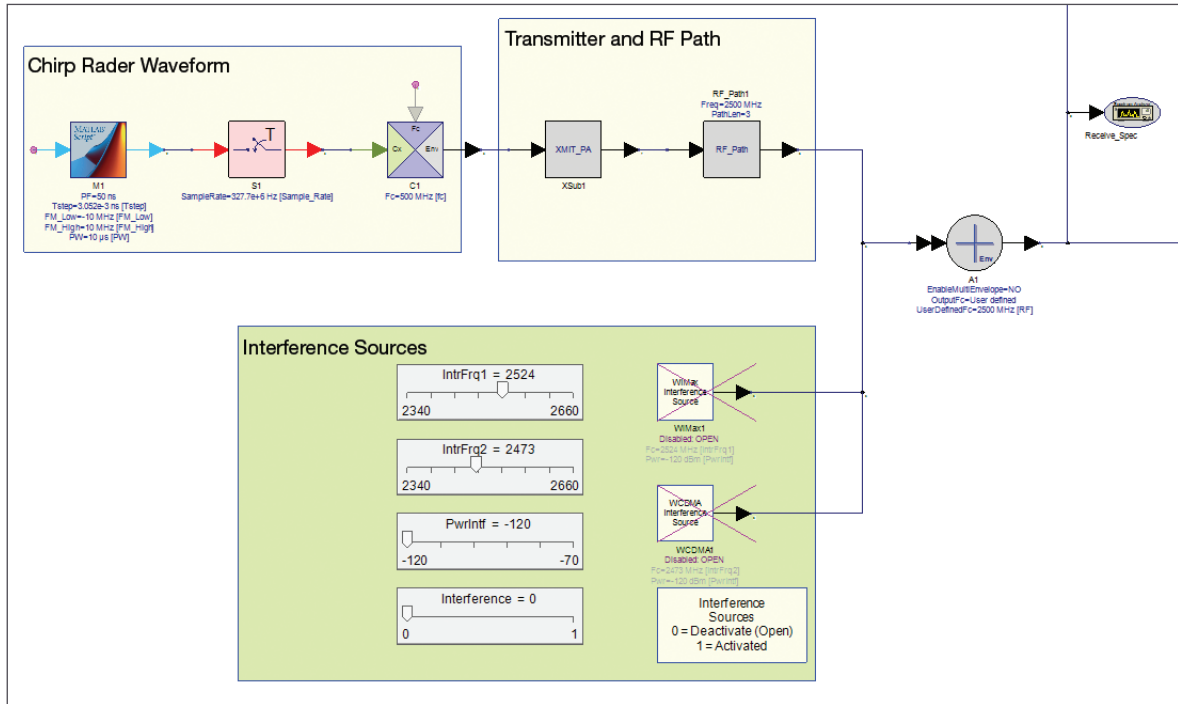 Chirp Rader Waveform
MATLAB
Script
M1
PF=50 ns
Tstep=3.052e-3 ns [Tstep]
FM_Low=-10 MHz [FM_Low]
FM_High=10 MHz [FM_High]
PW=10 µs [PW]
T
S1
SampleRate=327.7e+6 Hz [Sample_Rate]
Fc
Cx
Env
C1
Fc=500 MHz [fc]
Transmitter and RF Path
XMIT_PA
XSub1
RF_Path1
Freq=2500 MHz
PathLen=3
RF_Path
Receive_Spec
Env
A1
EnableMultiEnvelope=NO
OutputFc=User defined
UserDefinedFc=2500 MHz [RF]
Interference Sources
IntrFrq1 = 2524
2340 2660
IntrFrq2 = 2473
2340 2660
PwrIntf = -120
-120 -70
Interference = 0
0 1
WiMax
Interference
Source
WiMax1
Disabled: OPEN
Fc=2524 MHz [IntrFrq1]
Pwr=-120 dBm [PwrIntf]
WCDMA
Interference
Source
WCDMA1
Disabled: OPEN
Fc=2473 MHz [IntrFrq2]
Pwr=-120 dBm [PwrIntf]
Interference
Sources
0 = Deactivate (Open)
1 = Activated